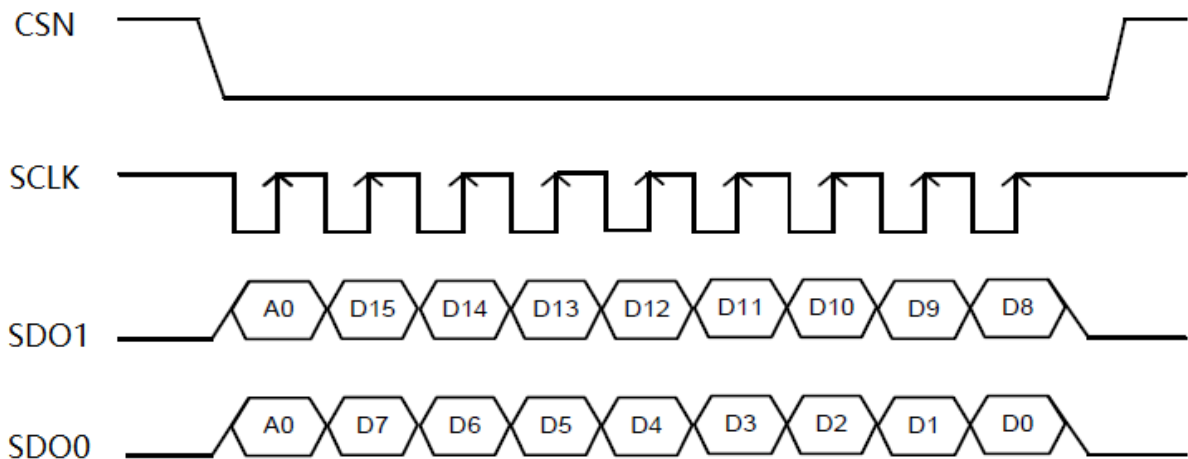 CSN
SCLK
SDO1 A0 D15 D14 D13 D12 D11 D10 D9 D8
SDO0 A0 D7 D6 D5 D4 D3 D2 D1 D0